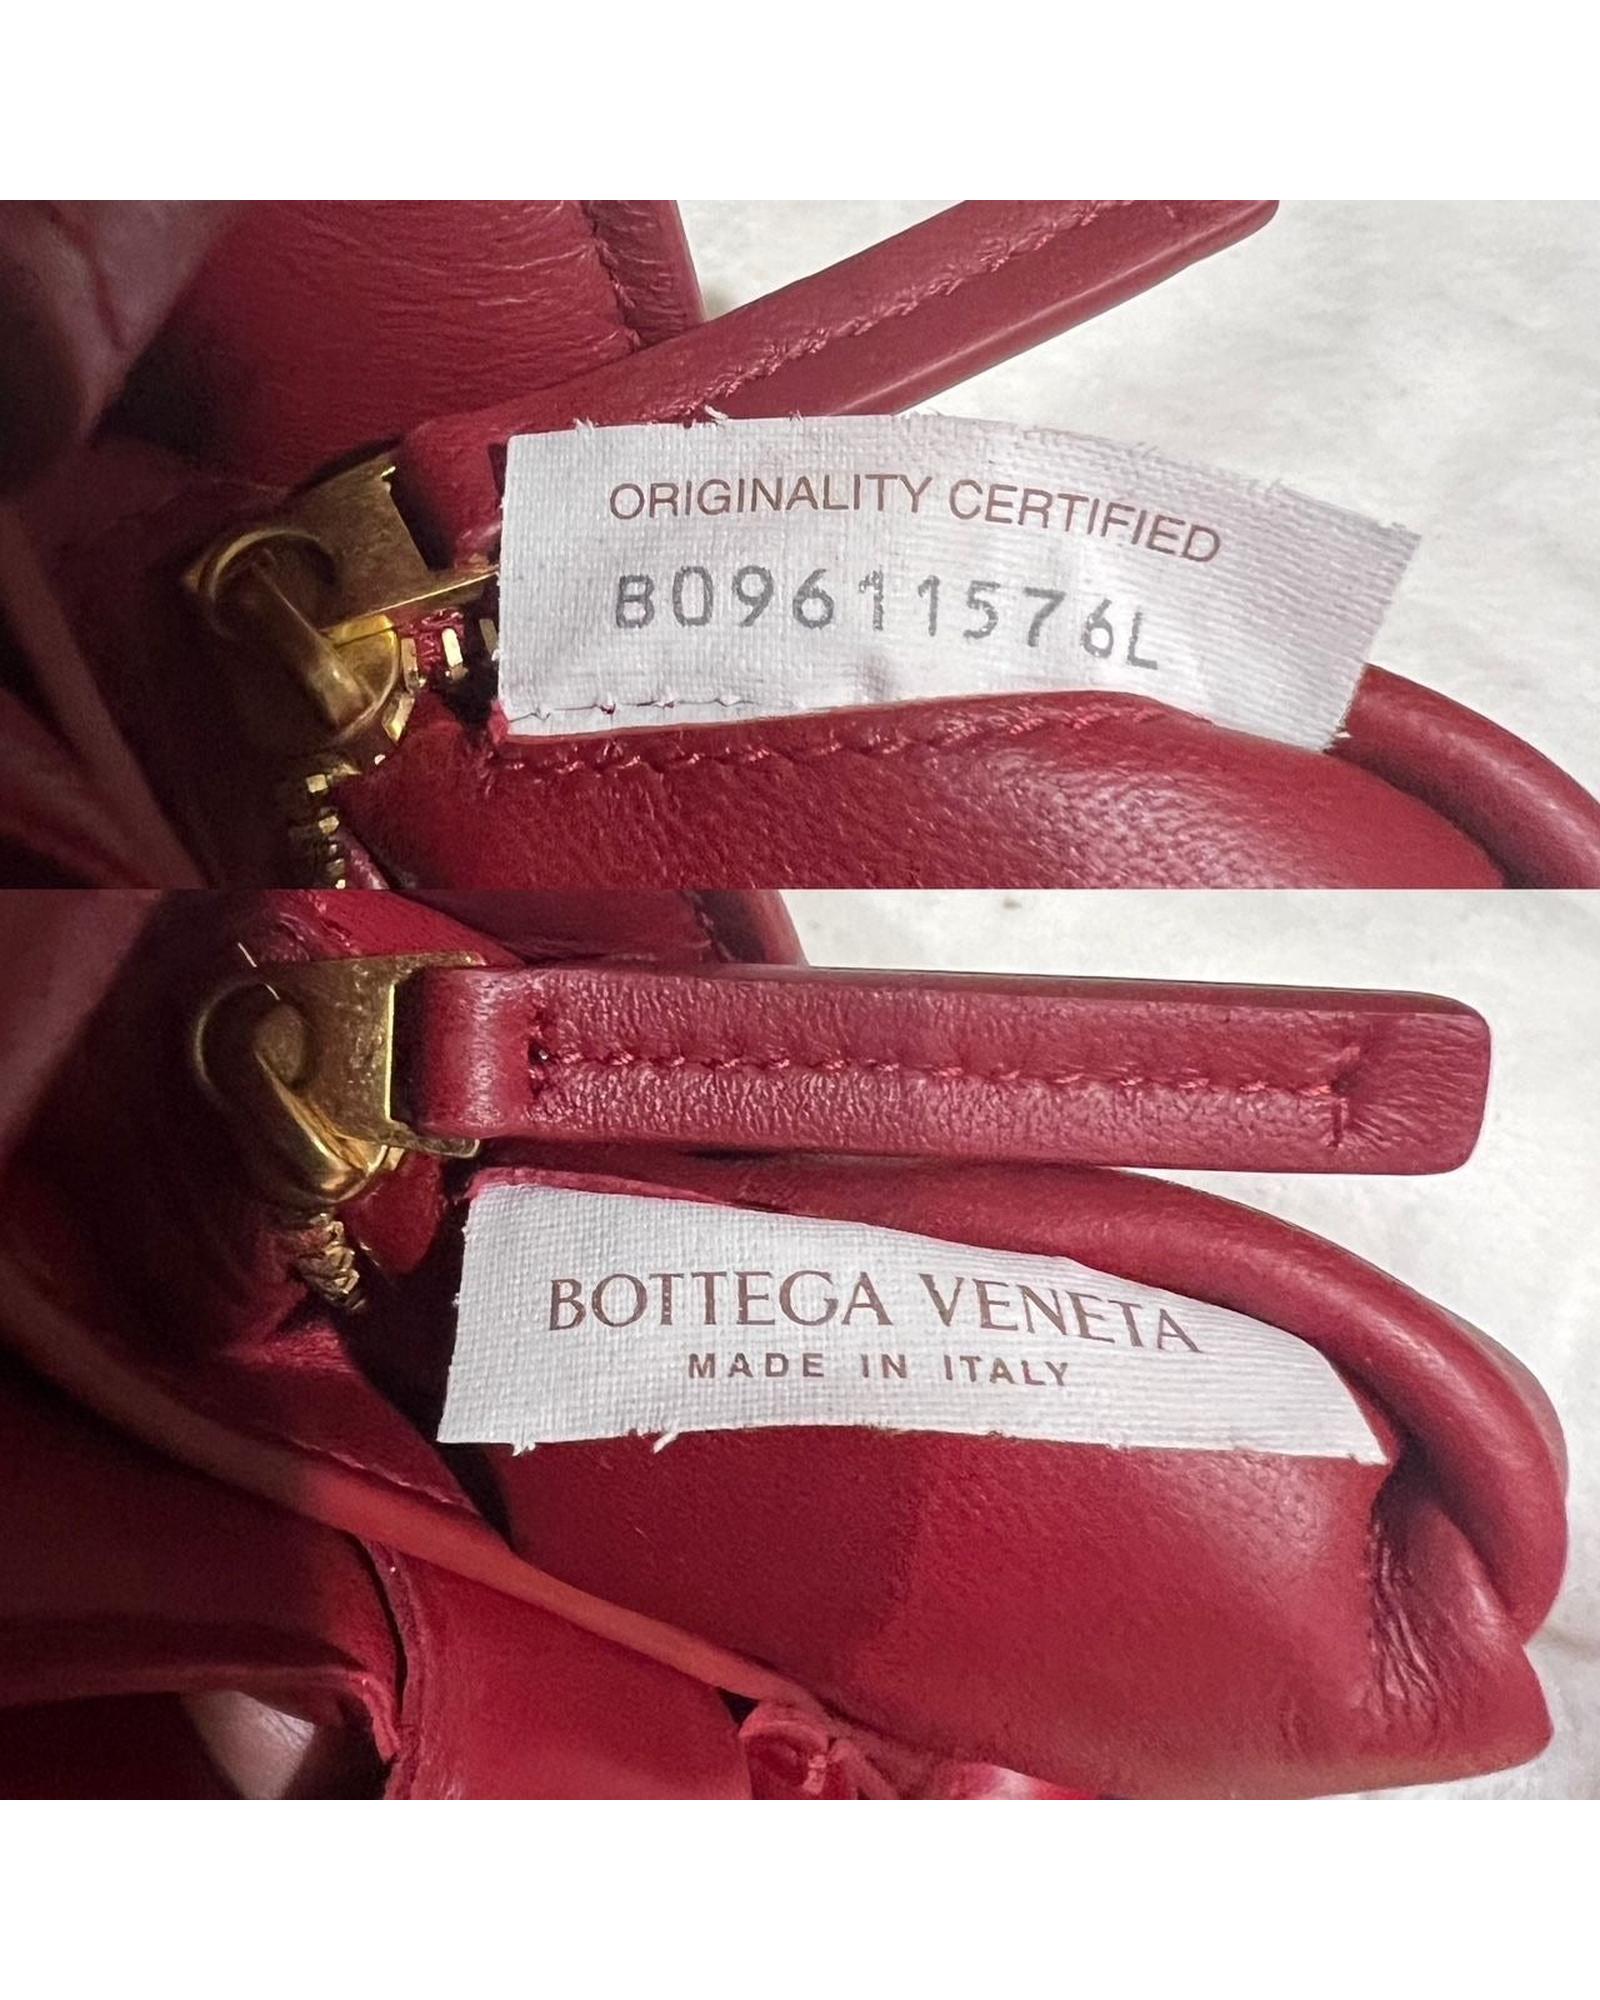 ORIGINALITY CERTIFIED
B09611576L
BOTTEGA VENETA
MADE IN ITALY